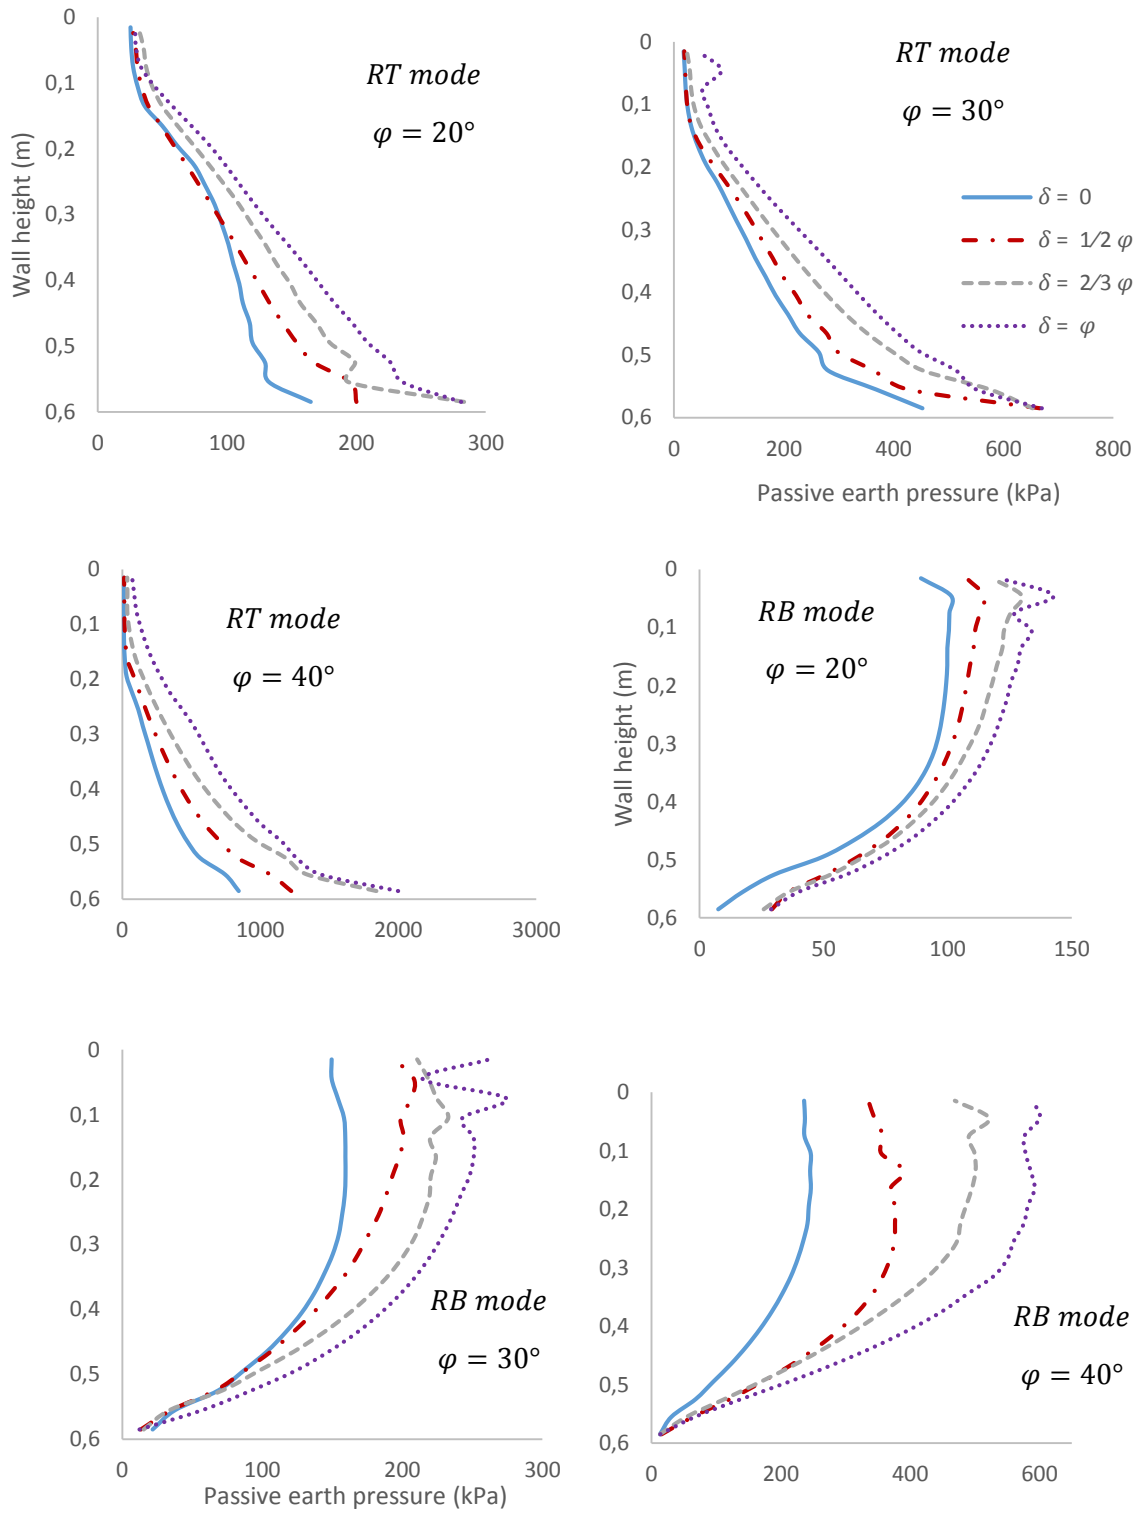 0
0,1
0,2
0,3
0,4
0,5
0,6
0 100 200 300
Wall height (m)
RT mode
φ = 20°
0
0,1
0,2
0,3
0,4
0,5
0,6
0 200 400 600 800
Passive earth pressure (kPa)
RT mode
φ = 30°
δ = 0
δ = 1/2 φ
δ = 2/3 φ
δ = φ
0
0,1
0,2
0,3
0,4
0,5
0,6
0 1000 2000 3000
RT mode
φ = 40°
0
0,1
0,2
0,3
0,4
0,5
0,6
0 50 100 150
Wall height (m)
RB mode
φ = 20°
0
0,1
0,2
0,3
0,4
0,5
0,6
0 100 200 300
Passive earth pressure (kPa)
RB mode
φ = 30°
0
0,1
0,2
0,3
0,4
0,5
0,6
0 200 400 600
RB mode
φ = 40°